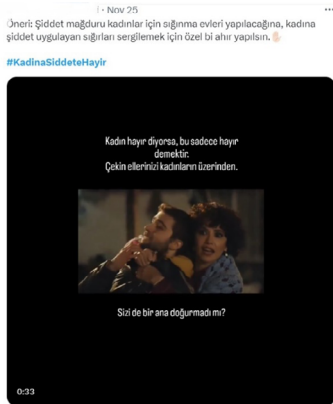 · Nov 25
Öneri: Şiddet mağduru kadınlar için sığınma evleri yapılacağına, kadına
şiddet uygulayan sığırları sergilemek için özel bi ahır yapılsın.✋🏻
#KadinaSiddeteHayir
Kadın hayır diyorsa, bu sadece hayır
demektir.
Çekin ellerinizi kadınların üzerinden.
Sizi de bir ana doğurmadı mı?
0:33